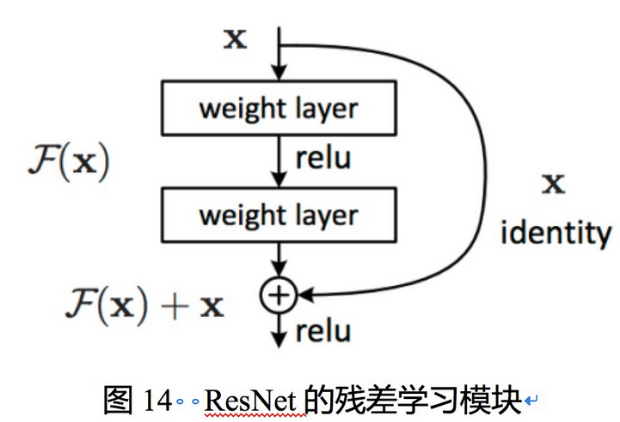 x
weight layer
relu
F(x)
weight layer
x
identity
F(x) + x
relu
图 14 ResNet 的残差学习模块